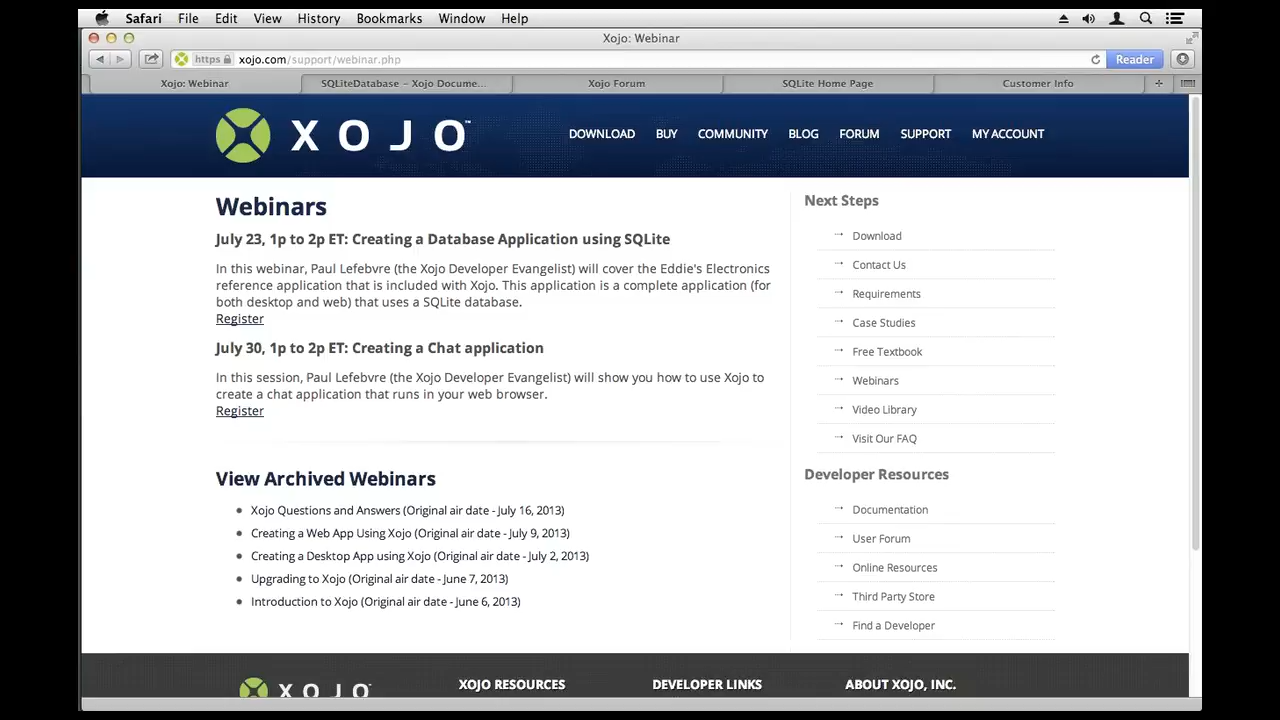 Safari File Edit View History Bookmarks Window Help
Xojo: Webinar
https xojo.com/support/webinar.php
Reader
Xojo: Webinar
SQLiteDatabase – Xojo Docume...
Xojo Forum
SQLite Home Page
Customer Info
XOJO™
DOWNLOAD BUY COMMUNITY BLOG FORUM SUPPORT MY ACCOUNT
Webinars
July 23, 1p to 2p ET: Creating a Database Application using SQLite
In this webinar, Paul Lefebvre (the Xojo Developer Evangelist) will cover the Eddie's Electronics
reference application that is included with Xojo. This application is a complete application (for
both desktop and web) that uses a SQLite database.
Register
July 30, 1p to 2p ET: Creating a Chat application
In this session, Paul Lefebvre (the Xojo Developer Evangelist) will show you how to use Xojo to
create a chat application that runs in your web browser.
Register
View Archived Webinars
Xojo Questions and Answers (Original air date - July 16, 2013)
Creating a Web App Using Xojo (Original air date - July 9, 2013)
Creating a Desktop App using Xojo (Original air date - July 2, 2013)
Upgrading to Xojo (Original air date - June 7, 2013)
Introduction to Xojo (Original air date - June 6, 2013)
Next Steps
Download
Contact Us
Requirements
Case Studies
Free Textbook
Webinars
Video Library
Visit Our FAQ
Developer Resources
Documentation
User Forum
Online Resources
Third Party Store
Find a Developer
XOJO
XOJO RESOURCES
DEVELOPER LINKS
ABOUT XOJO, INC.